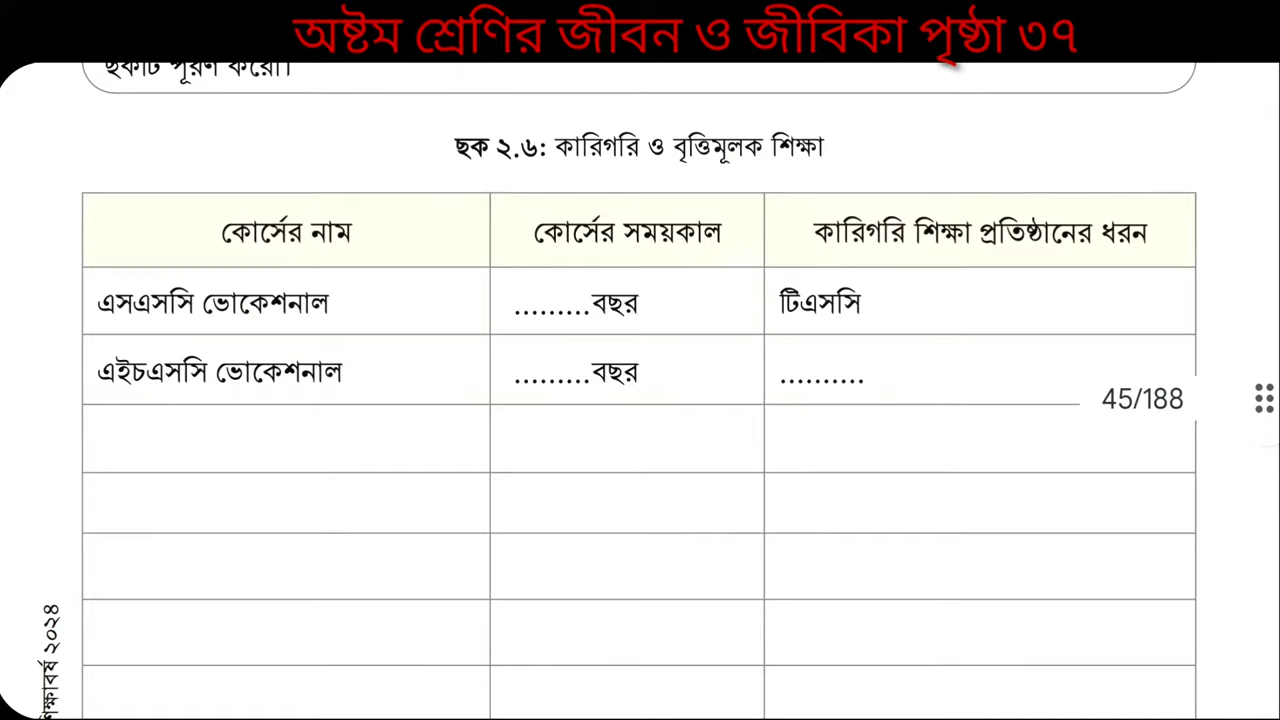 অষ্টম শ্রেণির জীবন ও জীবিকা পৃষ্ঠা ৩৭
ছকটি পূরণ করো।
ছক ২.৬: কারিগরি ও বৃত্তিমূলক শিক্ষা
কোর্সের নাম কোর্সের সময়কাল কারিগরি শিক্ষা প্রতিষ্ঠানের ধরন
এসএসসি ভোকেশনাল .........বছর টিএসসি
এইচএসসি ভোকেশনাল .........বছর ..........
45/188
শিক্ষাবর্ষ ২০২৪